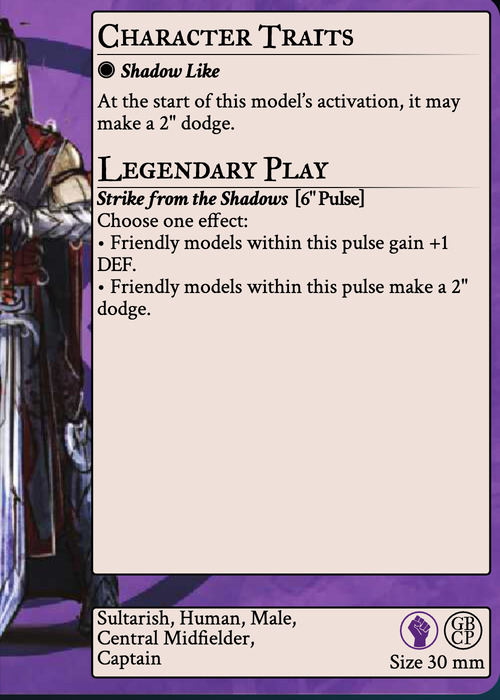 Character Traits
Shadow Like
At the start of this model's activation, it may
make a 2" dodge.
Legendary Play
Strike from the Shadows [6" Pulse]
Choose one effect:
• Friendly models within this pulse gain +1
DEF.
• Friendly models within this pulse make a 2"
dodge.
Sultarish, Human, Male,
Central Midfielder,
Captain
GB
CP
Size 30 mm